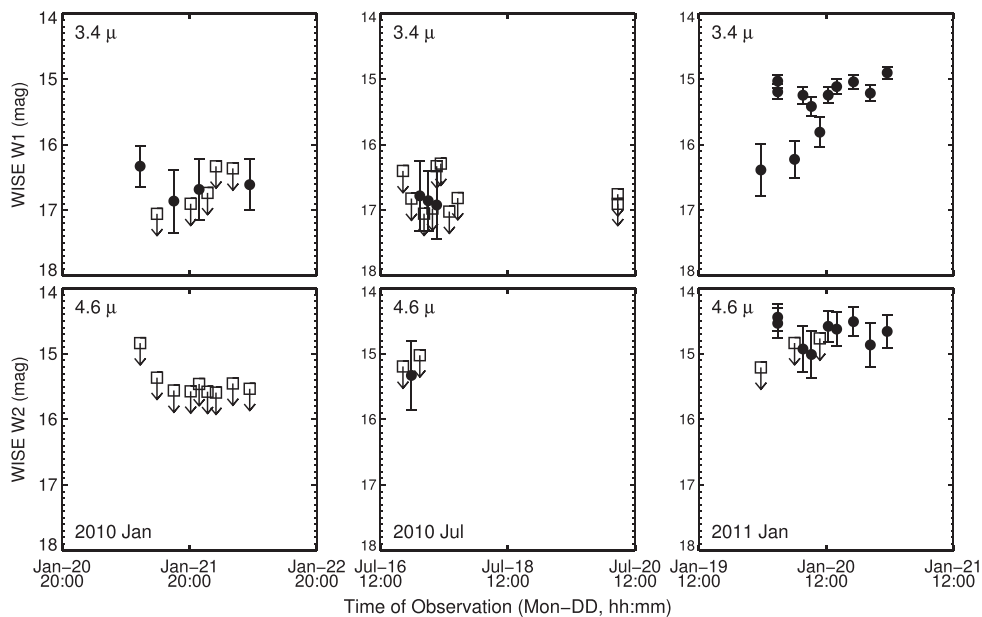 14 3.4 μ 14 3.4 μ 14 3.4 μ
15 15 15
WISE W1 (mag)
16 16 16
17 17 17
18 18 18
14 4.6 μ 14 4.6 μ 14 4.6 μ
15 15 15
WISE W2 (mag)
16 16 16
17 17 17
2010 Jan 2010 Jul 2011 Jan
18 18 18
Jan−20 Jan−21 Jan−22 Jul−16 Jul−18 Jul−20 Jan−19 Jan−20 Jan−21
20:00 20:00 20:00 12:00 12:00 12:00 12:00 12:00 12:00
Time of Observation (Mon−DD, hh:mm)